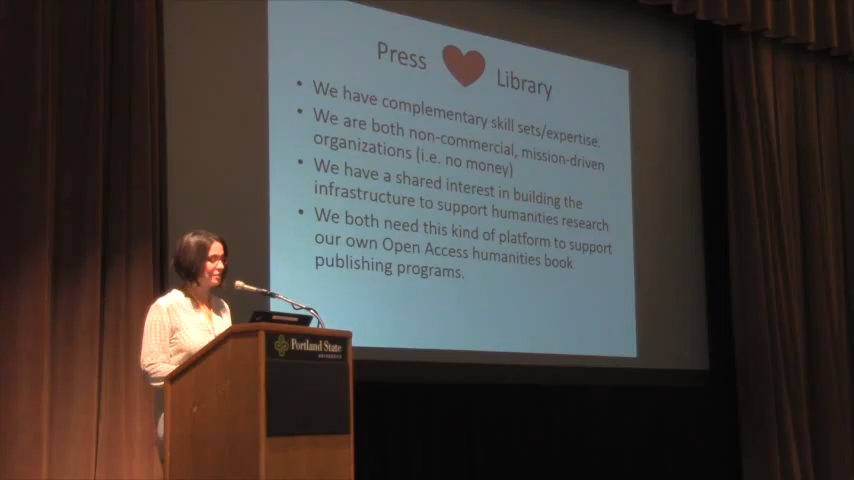 Press Library
• We have complementary skill sets/expertise.
• We are both non-commercial, mission-driven
organizations (i.e. no money)
• We have a shared interest in building the
infrastructure to support humanities research
• We both need this kind of platform to support
our own Open Access humanities book
publishing programs.
Portland State
UNIVERSITY